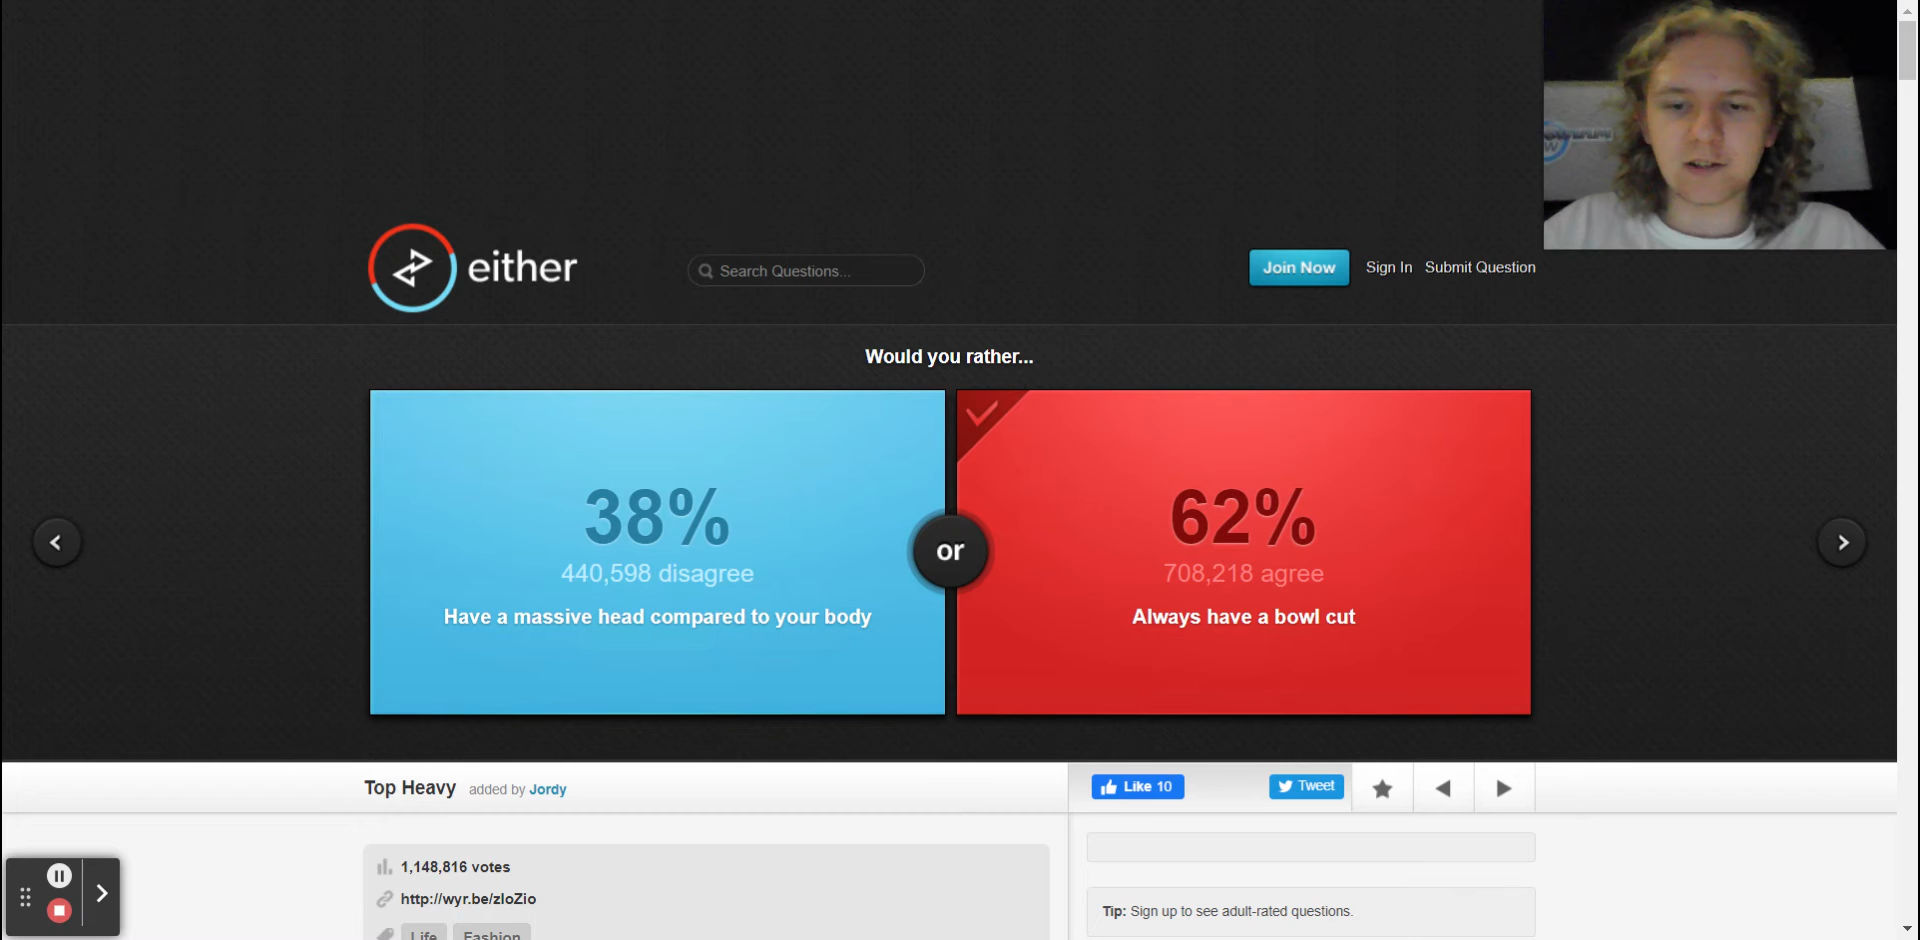 either
Search Questions...
Join Now
Sign In
Submit Question
Would you rather...
38%
440,598 disagree
Have a massive head compared to your body
or
62%
708,218 agree
Always have a bowl cut
Top Heavy added by Jordy
Like 10
Tweet
1,148,816 votes
http://wyr.be/zIoZio
Life
Fashion
Tip: Sign up to see adult-rated questions.